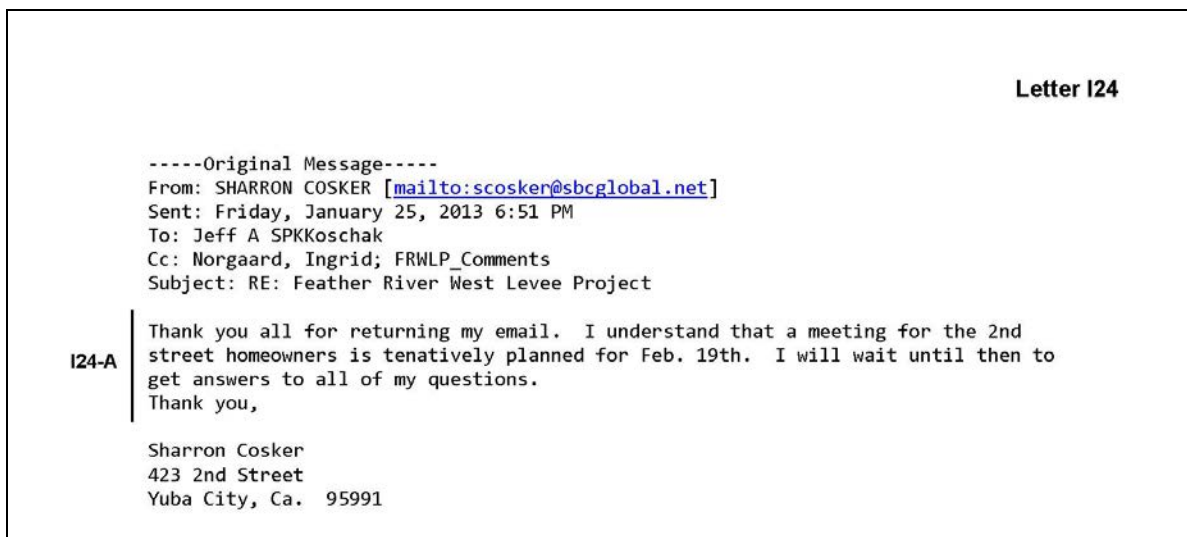 Letter I24
-----Original Message-----
From: SHARRON COSKER [mailto:scosker@sbcglobal.net]
Sent: Friday, January 25, 2013 6:51 PM
To: Jeff A SPKKoschak
Cc: Norgaard, Ingrid; FRWLP_Comments
Subject: RE: Feather River West Levee Project
Thank you all for returning my email.  I understand that a meeting for the 2nd
I24-A
street homeowners is tenatively planned for Feb. 19th.  I will wait until then to
get answers to all of my questions.
Thank you,
Sharron Cosker
423 2nd Street
Yuba City, Ca.  95991